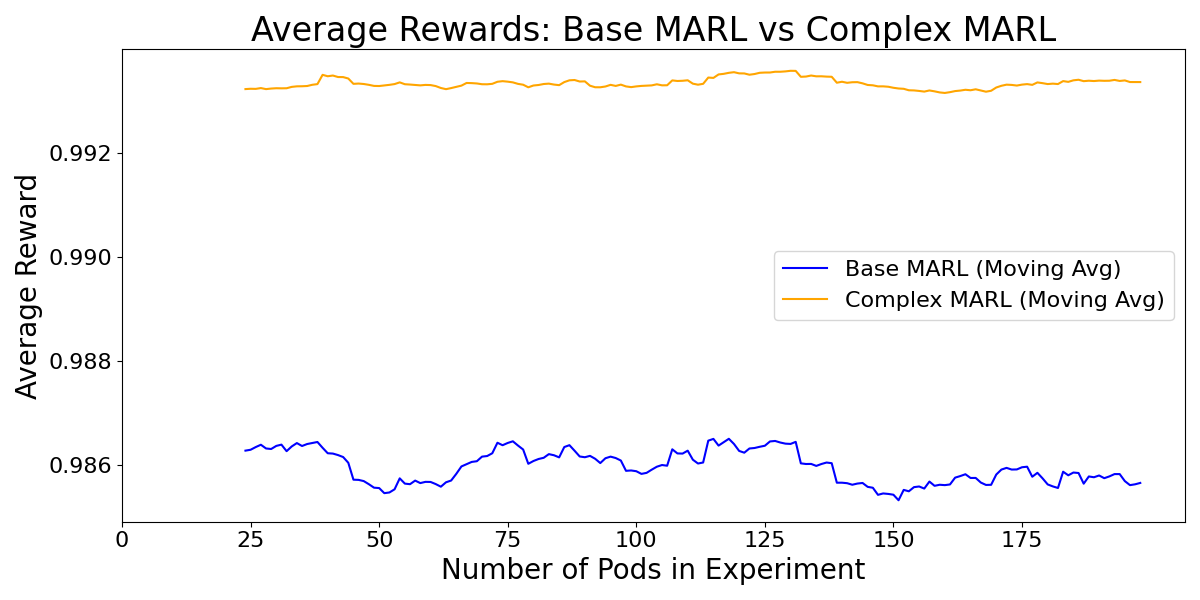 Average Rewards: Base MARL vs Complex MARL
0.992
0.990
0.988
0.986
Average Reward
Base MARL (Moving Avg)
Complex MARL (Moving Avg)
0 25 50 75 100 125 150 175
Number of Pods in Experiment